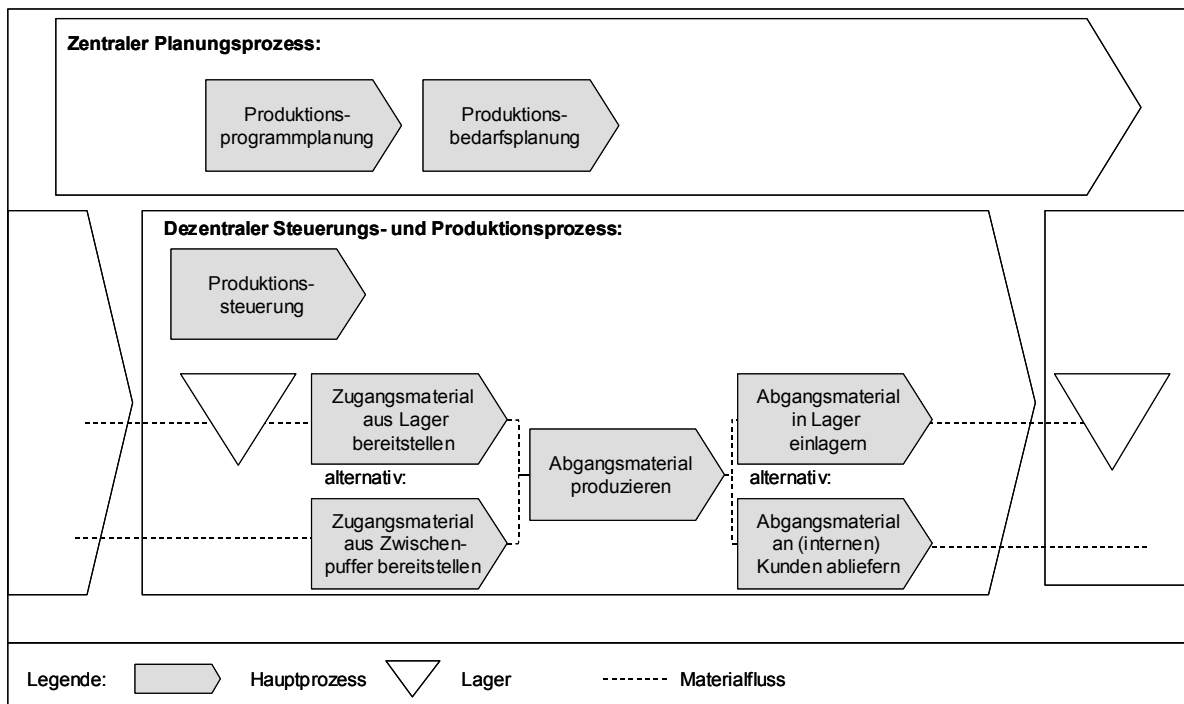 Zentraler Planungsprozess:
Produktions-
programmplanung
Produktions-
bedarfsplanung
Dezentraler Steuerungs- und Produktionsprozess:
Produktions-
steuerung
Zugangsmaterial
aus Lager
bereitstellen
alternativ:
Zugangsmaterial
aus Zwischen-
puffer bereitstellen
Abgangsmaterial
produzieren
Abgangsmaterial
in Lager
einlagern
alternativ:
Abgangsmaterial
an (internen)
Kunden abliefern
Legende:
Hauptprozess
Lager
Materialfluss